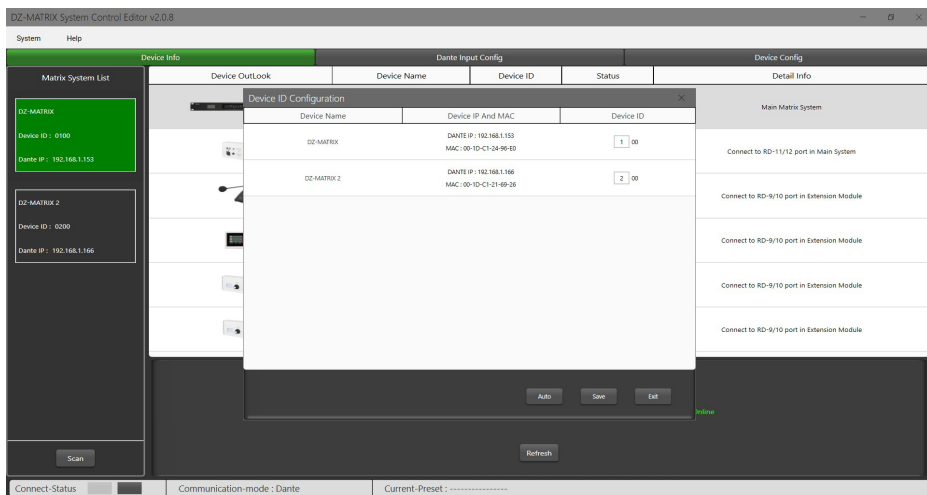 DZ-MATRIX System Control Editor v2.0.8
System Help
Device Info Dante Input Config Device Config
Matrix System List
Device OutLook Device Name Device ID Status Detail Info
DZ-MATRIX
Device ID : 0100
Dante IP : 192.168.1.153
DZ-MATRIX 2
Device ID : 0200
Dante IP : 192.168.1.166
Scan
Device ID Configuration
Device Name Device IP And MAC Device ID
DZ-MATRIX
DANTE IP : 192.168.1.153
MAC : 00-1D-C1-24-96-E0
1 00
DZ-MATRIX 2
DANTE IP : 192.168.1.166
MAC : 00-1D-C1-21-69-26
2 00
Auto Save Exit
Main Matrix System
Connect to RD-11/12 port in Main System
Connect to RD-9/10 port in Extension Module
Connect to RD-9/10 port in Extension Module
Connect to RD-9/10 port in Extension Module
Connect to RD-9/10 port in Extension Module
Online
Refresh
Connect-Status Communication-mode : Dante Current-Preset : ---------------